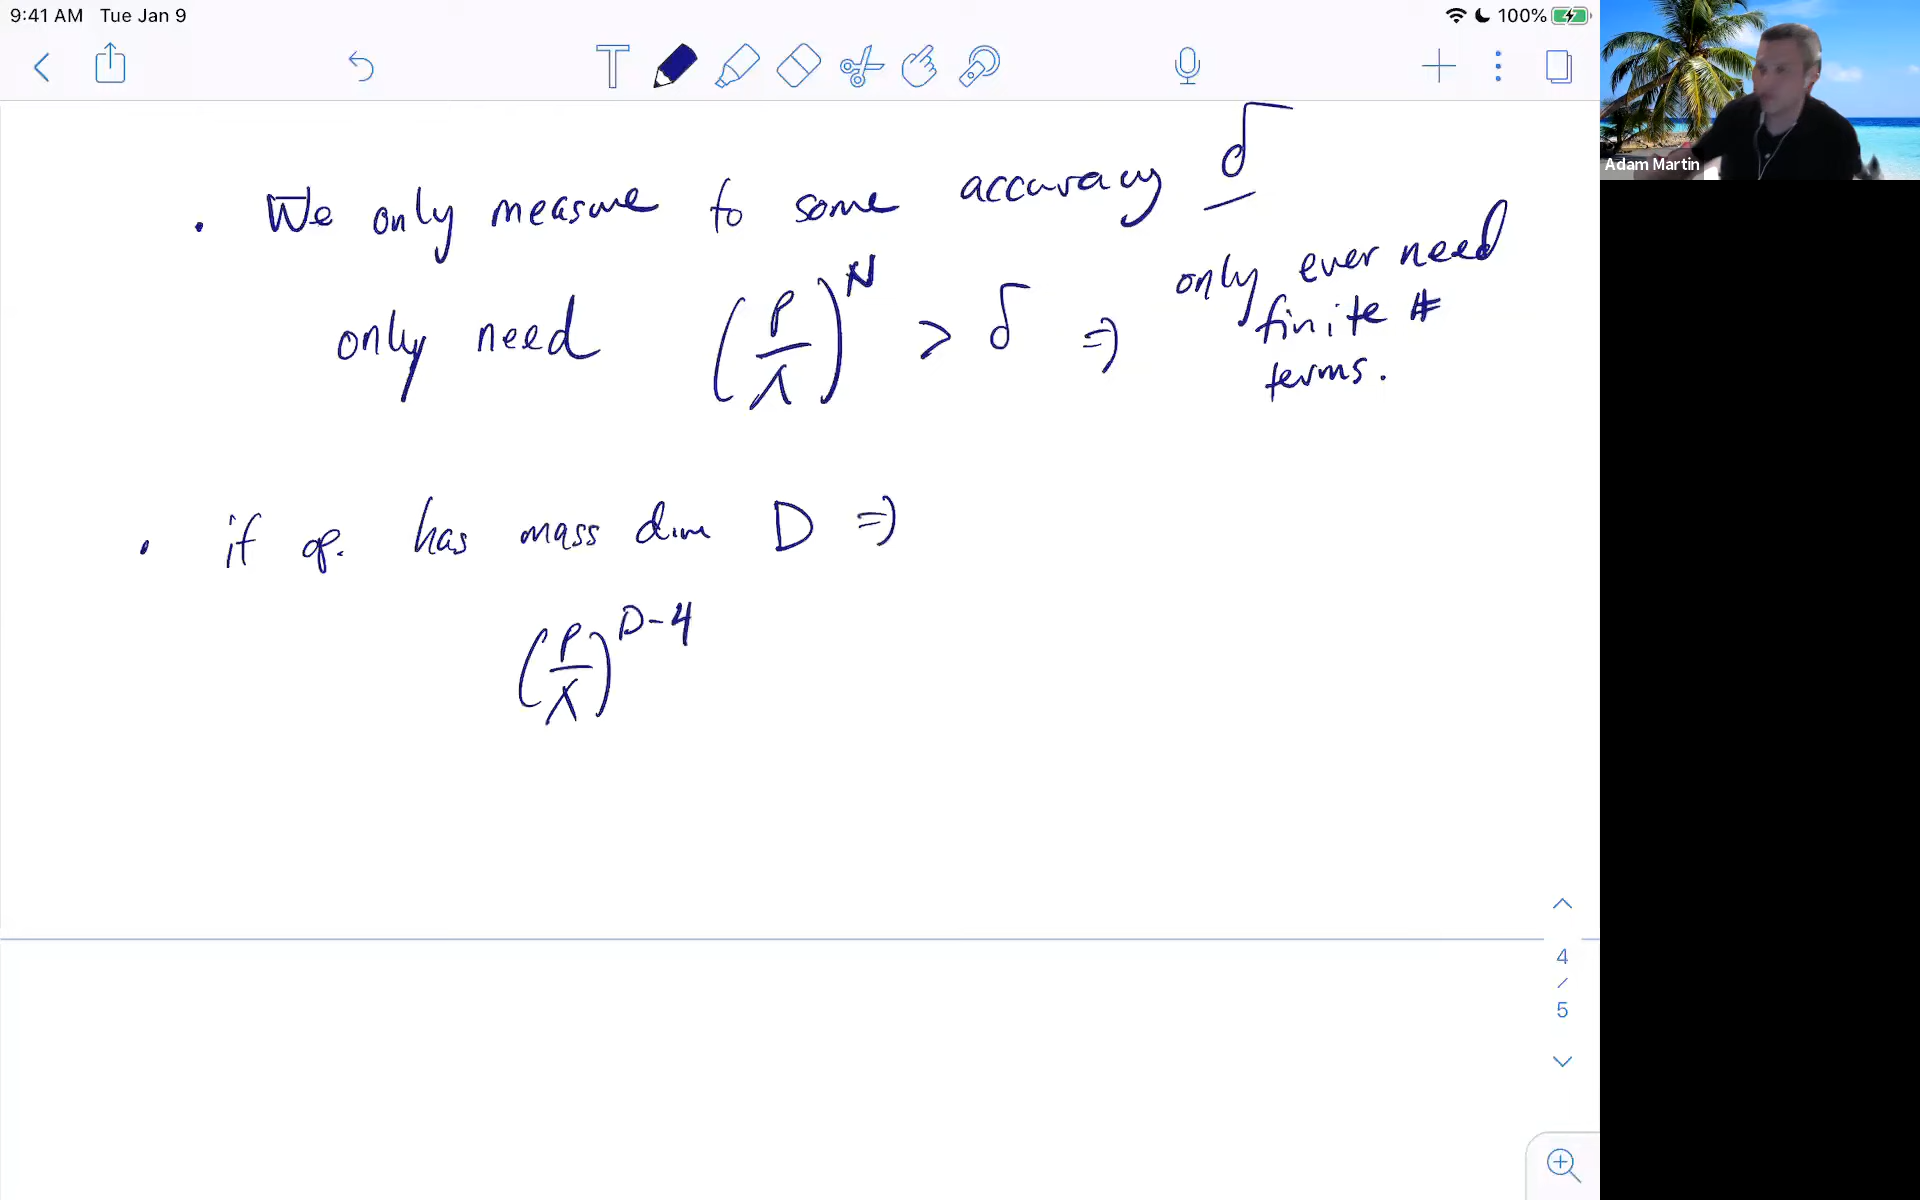 9:41 AM Tue Jan 9
100%
Adam Martin
. We only measure to some accuracy δ
only need (P/Λ)^N > δ ⇒ only ever need
finite #
terms.
. if op. has mass dim D ⇒
(P/Λ)^D-4
4
/
5